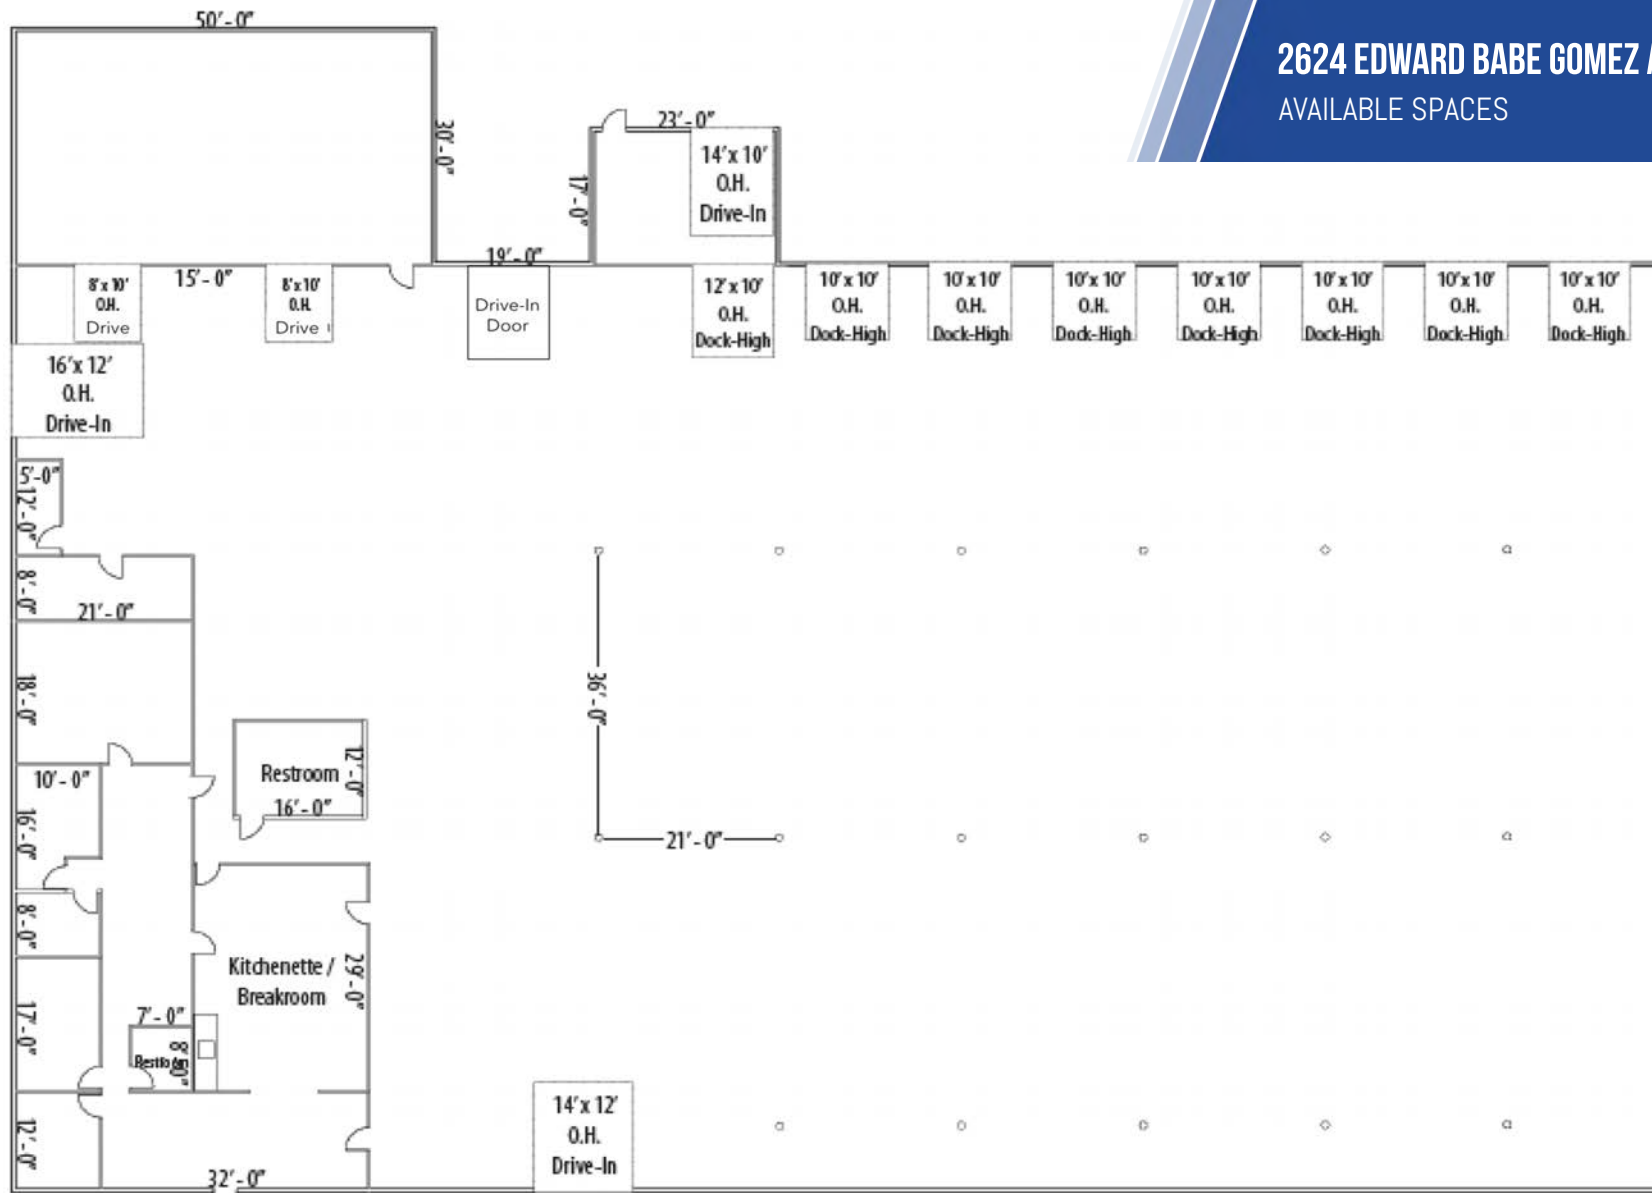 2624 EDWARD BABE GOMEZ
AVAILABLE SPACES
50'-0"
30'-0"
23'-0"
17'-0"
14'x 10'
O.H.
Drive-In
19'-0"
15'-0"
8'x 10'
O.H.
Drive
8'x 10'
O.H.
Drive
Drive-In
Door
12'x 10'
O.H.
Dock-High
10'x 10'
O.H.
Dock-High
10'x 10'
O.H.
Dock-High
10'x 10'
O.H.
Dock-High
10'x 10'
O.H.
Dock-High
10'x 10'
O.H.
Dock-High
10'x 10'
O.H.
Dock-High
10'x 10'
O.H.
Dock-High
16'x 12'
O.H.
Drive-In
5'-0"
12'-0"
8'-0"
21'-0"
18'-0"
36'-0"
21'-0"
Restroom
12'-0"
16'-0"
10'-0"
16'-0"
8'-0"
Kitchenette /
Breakroom
29'-0"
17'-0"
7'-0"
Restroom
8'-0"
12'-0"
32'-0"
14'x 12'
O.H.
Drive-In